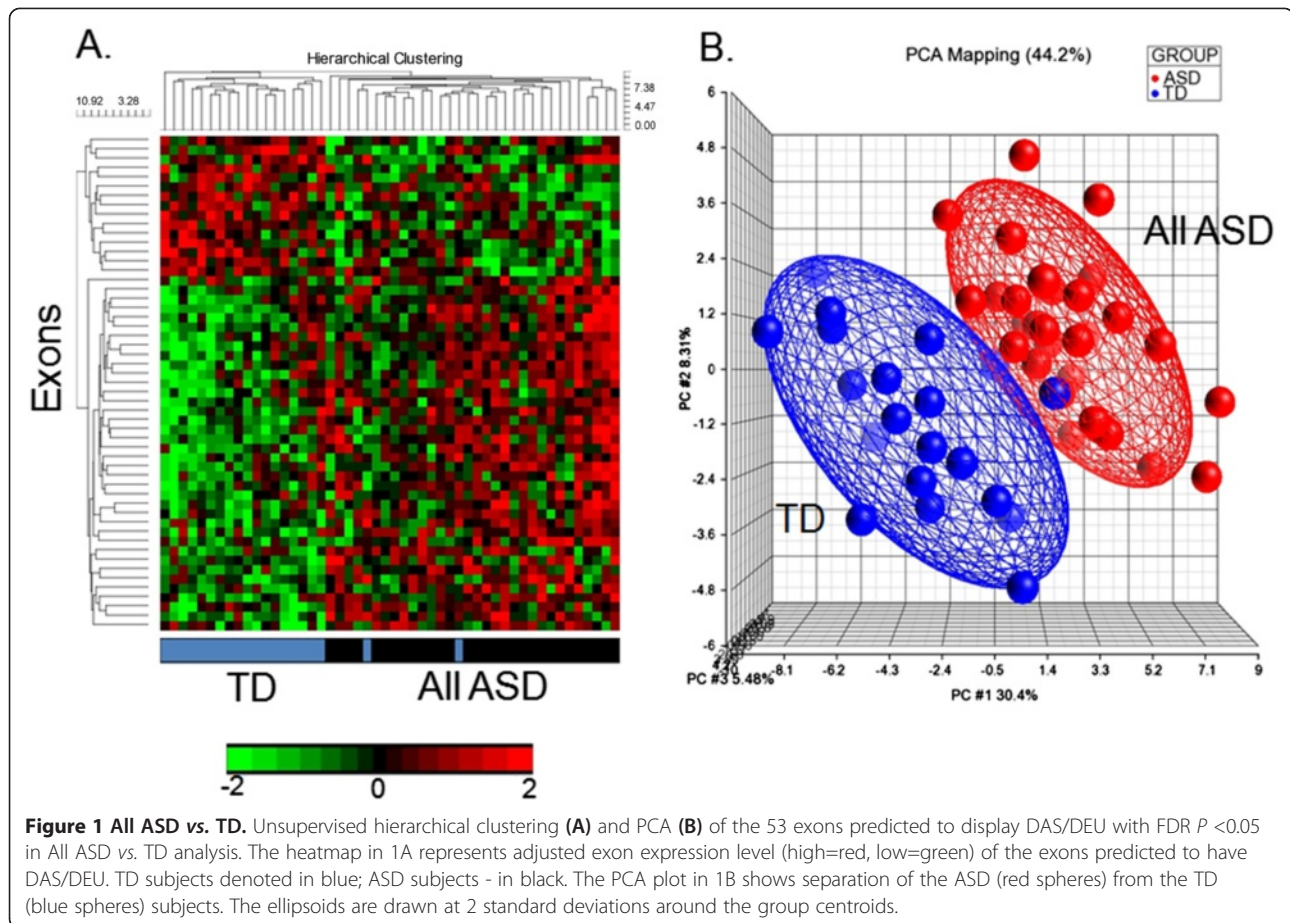 A.
Hierarchical Clustering
10.92 3.28
7.38
4.47
0.00
Exons
TD
All ASD
-2
0
2
B.
PCA Mapping (44.2%)
GROUP
ASD
TD
6
4.8
3.6
2.4
1.2
0
-1.2
-2.4
-3.6
-4.8
-6
PC #2 8.31%
All ASD
TD
PC #3 5.48%
-8.1 -6.2 -4.3 -2.4 -0.5 1.4 3.3 5.2 7.1 9
PC #1 30.4%
Figure 1 All ASD vs. TD. Unsupervised hierarchical clustering (A) and PCA (B) of the 53 exons predicted to display DAS/DEU with FDR P <0.05
in All ASD vs. TD analysis. The heatmap in 1A represents adjusted exon expression level (high=red, low=green) of the exons predicted to have
DAS/DEU. TD subjects denoted in blue; ASD subjects - in black. The PCA plot in 1B shows separation of the ASD (red spheres) from the TD
(blue spheres) subjects. The ellipsoids are drawn at 2 standard deviations around the group centroids.